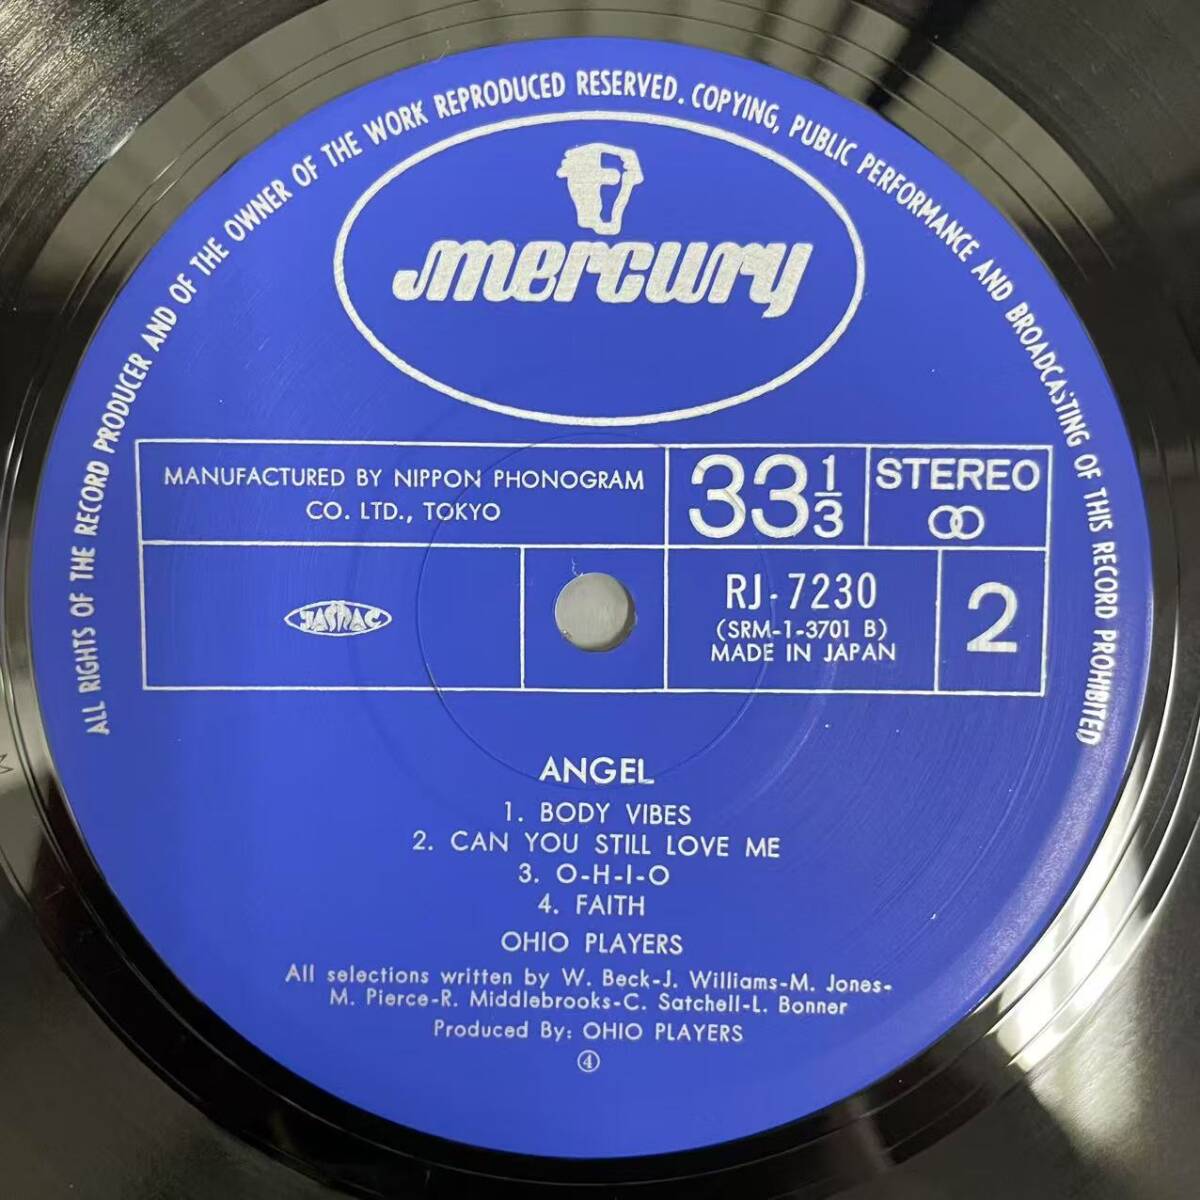 ALL RIGHTS OF THE RECORD PRODUCER AND OF THE OWNER OF THE WORK REPRODUCED RESERVED. COPYING, PUBLIC PERFORMANCE AND BROADCASTING OF THIS RECORD PROHIBITED
mercury
MANUFACTURED BY NIPPON PHONOGRAM
CO. LTD., TOKYO
33 1/3
STEREO
JASRAC
RJ-7230
(SRM-1-3701 B)
MADE IN JAPAN
2
ANGEL
1. BODY VIBES
2. CAN YOU STILL LOVE ME
3. O-H-I-O
4. FAITH
OHIO PLAYERS
All selections written by W. Beck-J. Williams-M. Jones-
M. Pierce-R. Middlebrooks-C. Satchell-L. Bonner
Produced By: OHIO PLAYERS
④